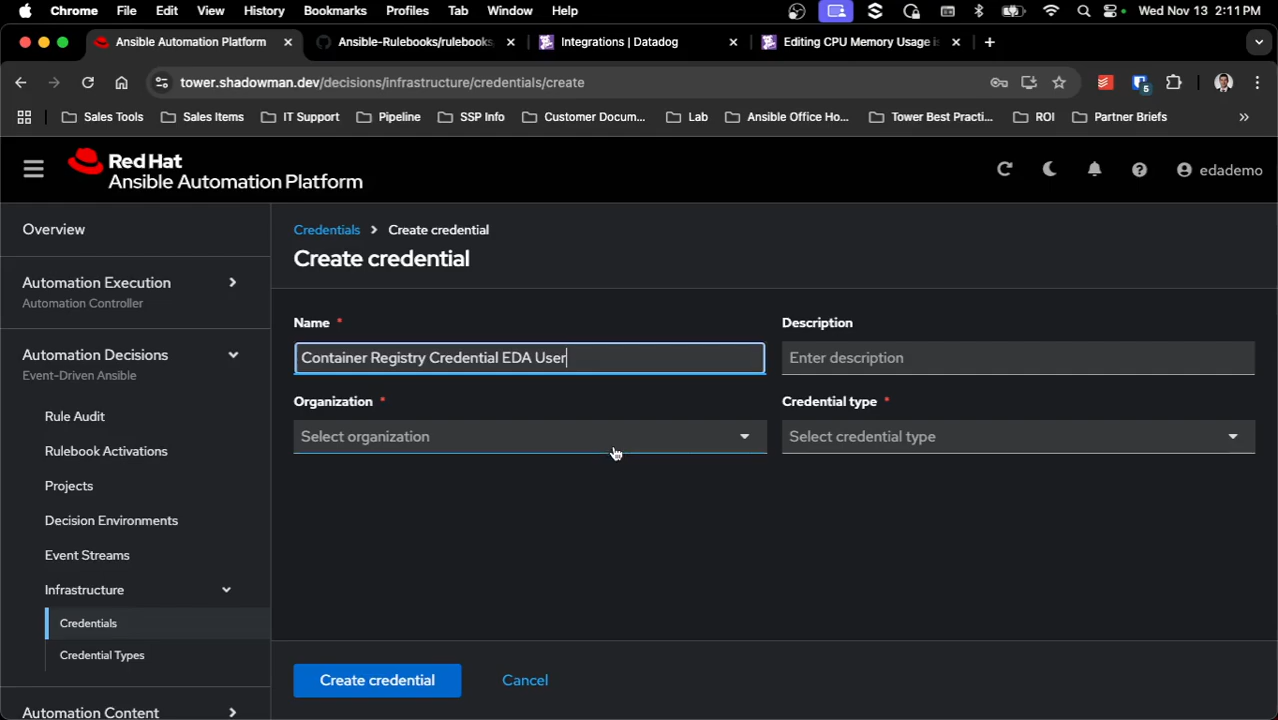 Chrome File Edit View History Bookmarks Profiles Tab Window Help Wed Nov 13 2:11 PM
Ansible Automation Platform Ansible-Rulebooks/rulebooks, Integrations | Datadog Editing CPU Memory Usage is
tower.shadowman.dev/decisions/infrastructure/credentials/create 5
Sales Tools Sales Items IT Support Pipeline SSP Info Customer Docum... Lab Ansible Office Ho... Tower Best Practi... ROI Partner Briefs »
Red Hat
Ansible Automation Platform
edademo
Overview
Automation Execution
Automation Controller
Automation Decisions
Event-Driven Ansible
Rule Audit
Rulebook Activations
Projects
Decision Environments
Event Streams
Infrastructure
Credentials
Credential Types
Automation Content
Credentials > Create credential
Create credential
Name *
Container Registry Credential EDA User
Description
Enter description
Organization *
Select organization
Credential type *
Select credential type
Create credential Cancel